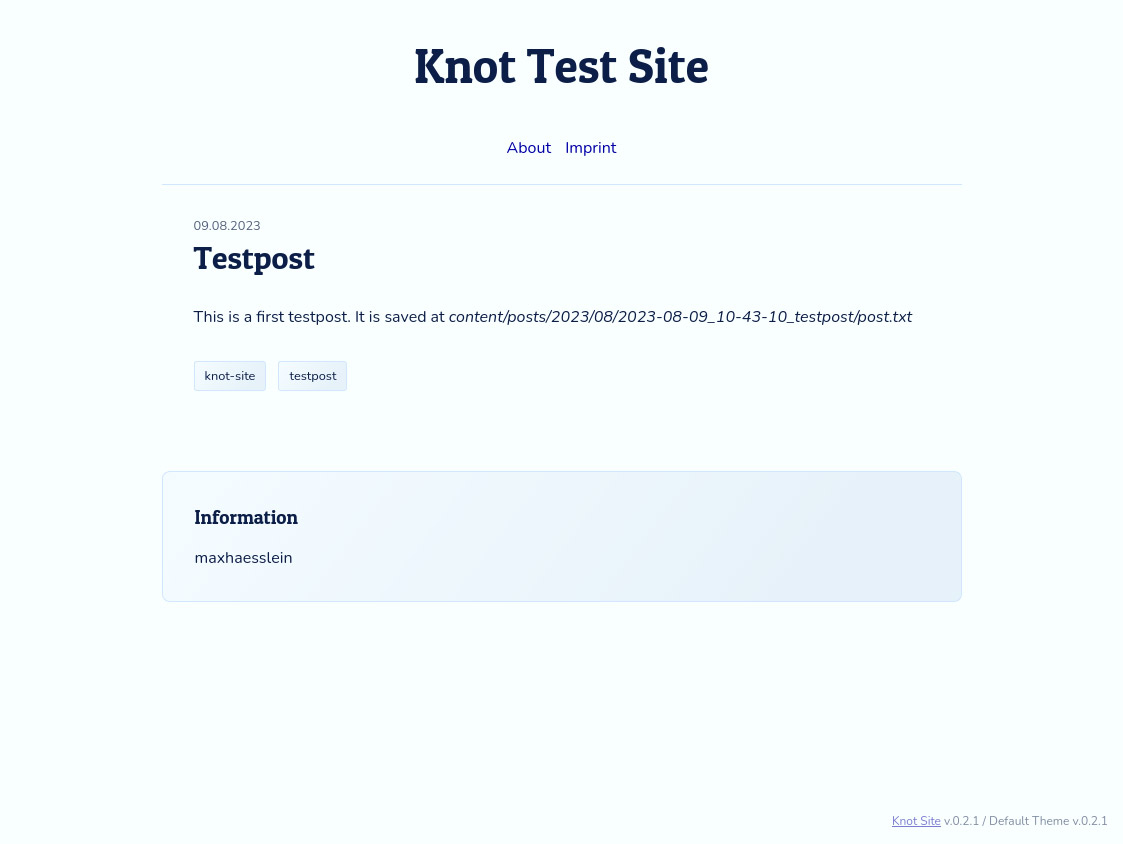 Knot Test Site
About Imprint
09.08.2023
Testpost
This is a first testpost. It is saved at content/posts/2023/08/2023-08-09_10-43-10_testpost/post.txt
knot-site testpost
Information
maxhaesslein
Knot Site v.0.2.1 / Default Theme v.0.2.1